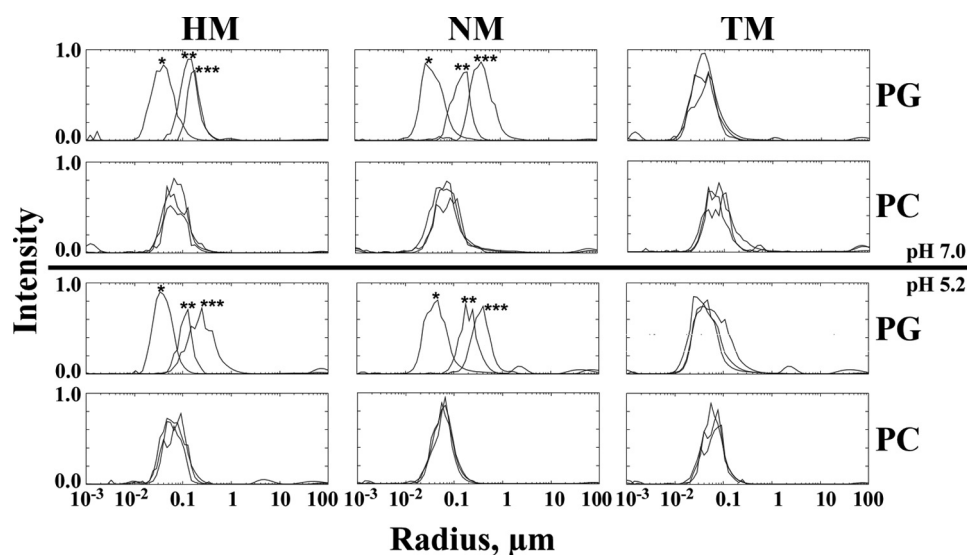 HM NM TM
1.0 * ** *** * ** ***
0.0
PG
1.0
0.0
PC
pH 7.0
pH 5.2
1.0 * ** *** * ** ***
0.0
PG
1.0
0.0
PC
10-3 10-2 0.1 1 10 100 10-3 10-2 0.1 1 10 100 10-3 10-2 0.1 1 10 100
Intensity
Radius, µm